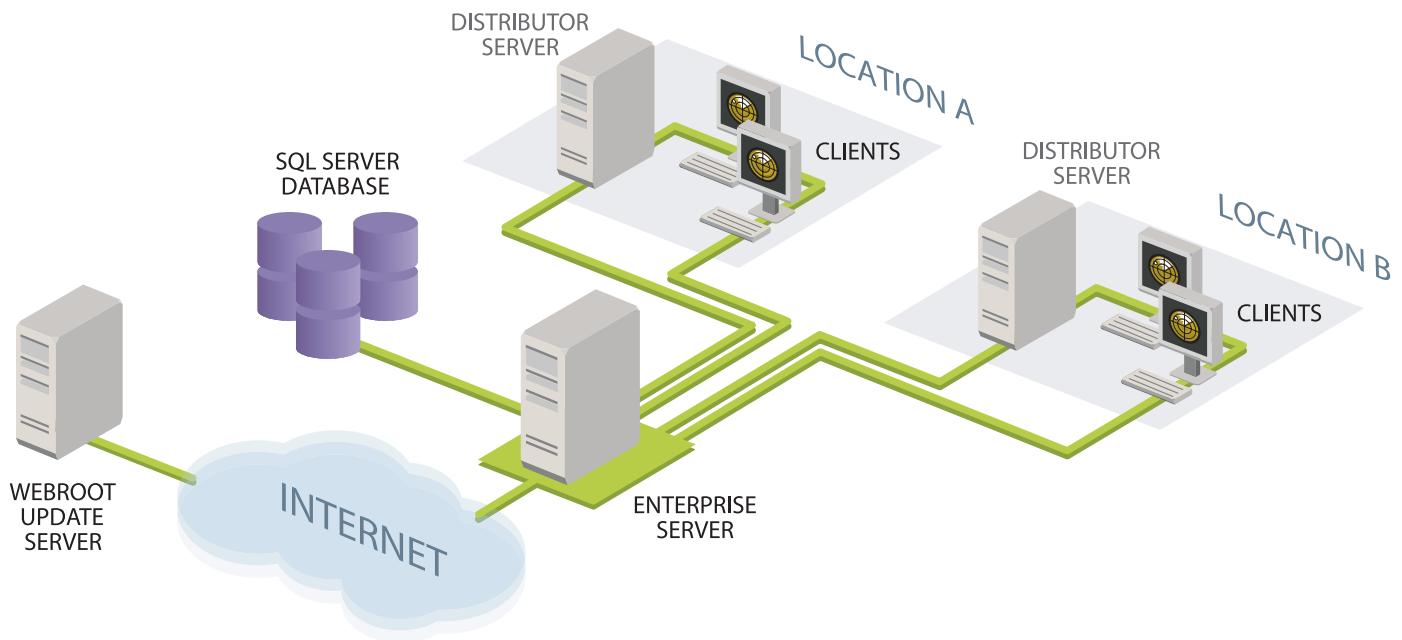 DISTRIBUTOR
SERVER
LOCATION A
CLIENTS
SQL SERVER
DATABASE
DISTRIBUTOR
SERVER
LOCATION B
CLIENTS
WEBROOT
UPDATE
SERVER
INTERNET
ENTERPRISE
SERVER